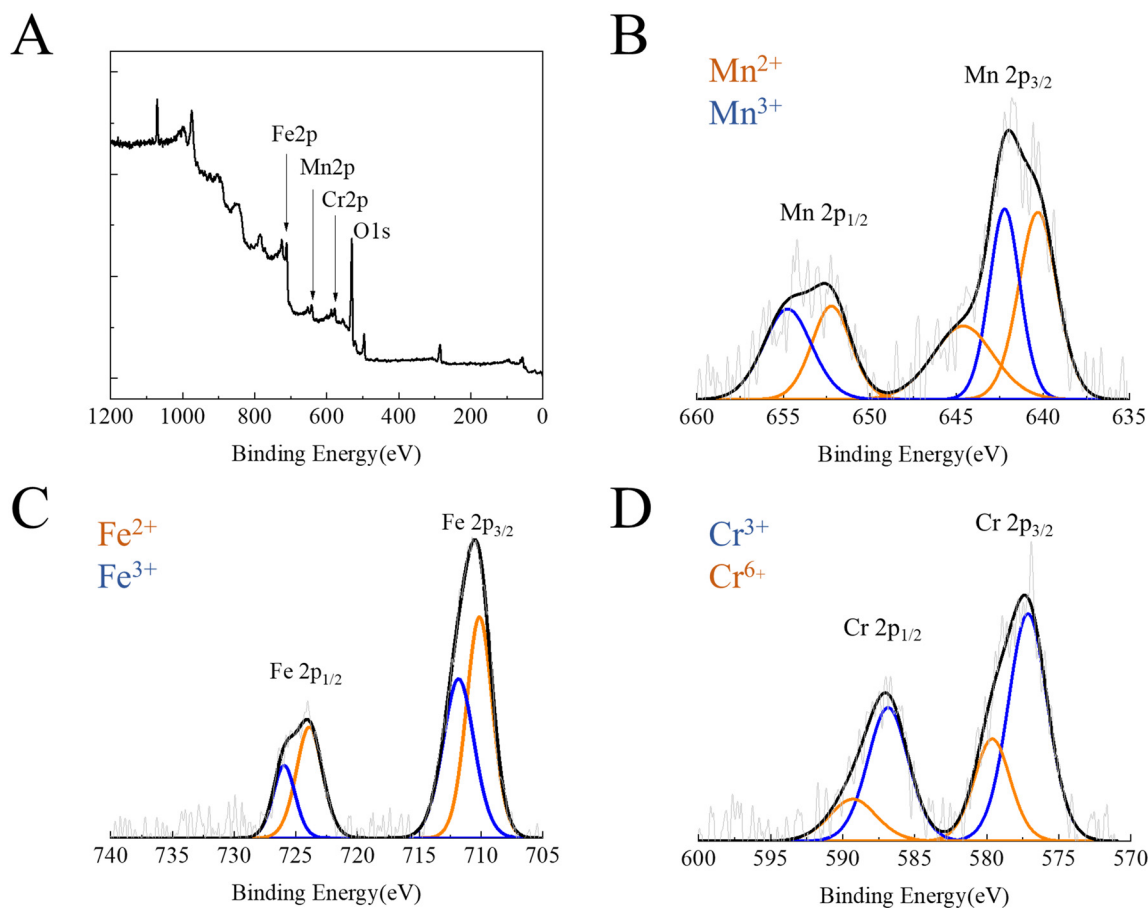 A
Fe2p
Mn2p
Cr2p
O1s
1200 1000 800 600 400 200 0
Binding Energy(eV)
B
Mn²⁺
Mn³⁺
Mn 2p₃/₂
Mn 2p₁/₂
660 655 650 645 640 635
Binding Energy(eV)
C
Fe²⁺
Fe³⁺
Fe 2p₃/₂
Fe 2p₁/₂
740 735 730 725 720 715 710 705
Binding Energy(eV)
D
Cr³⁺
Cr⁶⁺
Cr 2p₃/₂
Cr 2p₁/₂
600 595 590 585 580 575 570
Binding Energy(eV)